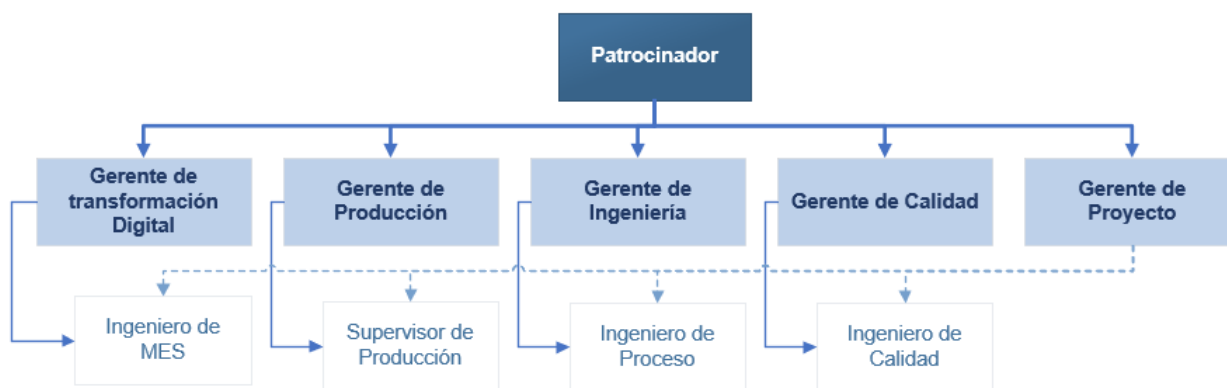 Patrocinador
Gerente de
transformación
Digital
Gerente de
Producción
Gerente de
Ingeniería
Gerente de Calidad
Gerente de
Proyecto
Ingeniero de
MES
Supervisor de
Producción
Ingeniero de
Proceso
Ingeniero de
Calidad